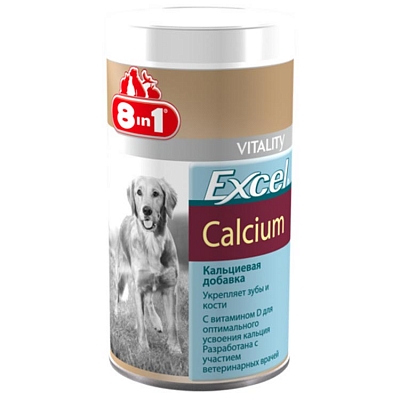 8in1®
VITALITY
Excel
Calcium
Кальциевая
добавка
Укрепляет зубы и
кости
С витамином D для
оптимального
усвоения кальция
Разработана с
участием
ветеринарных врачей